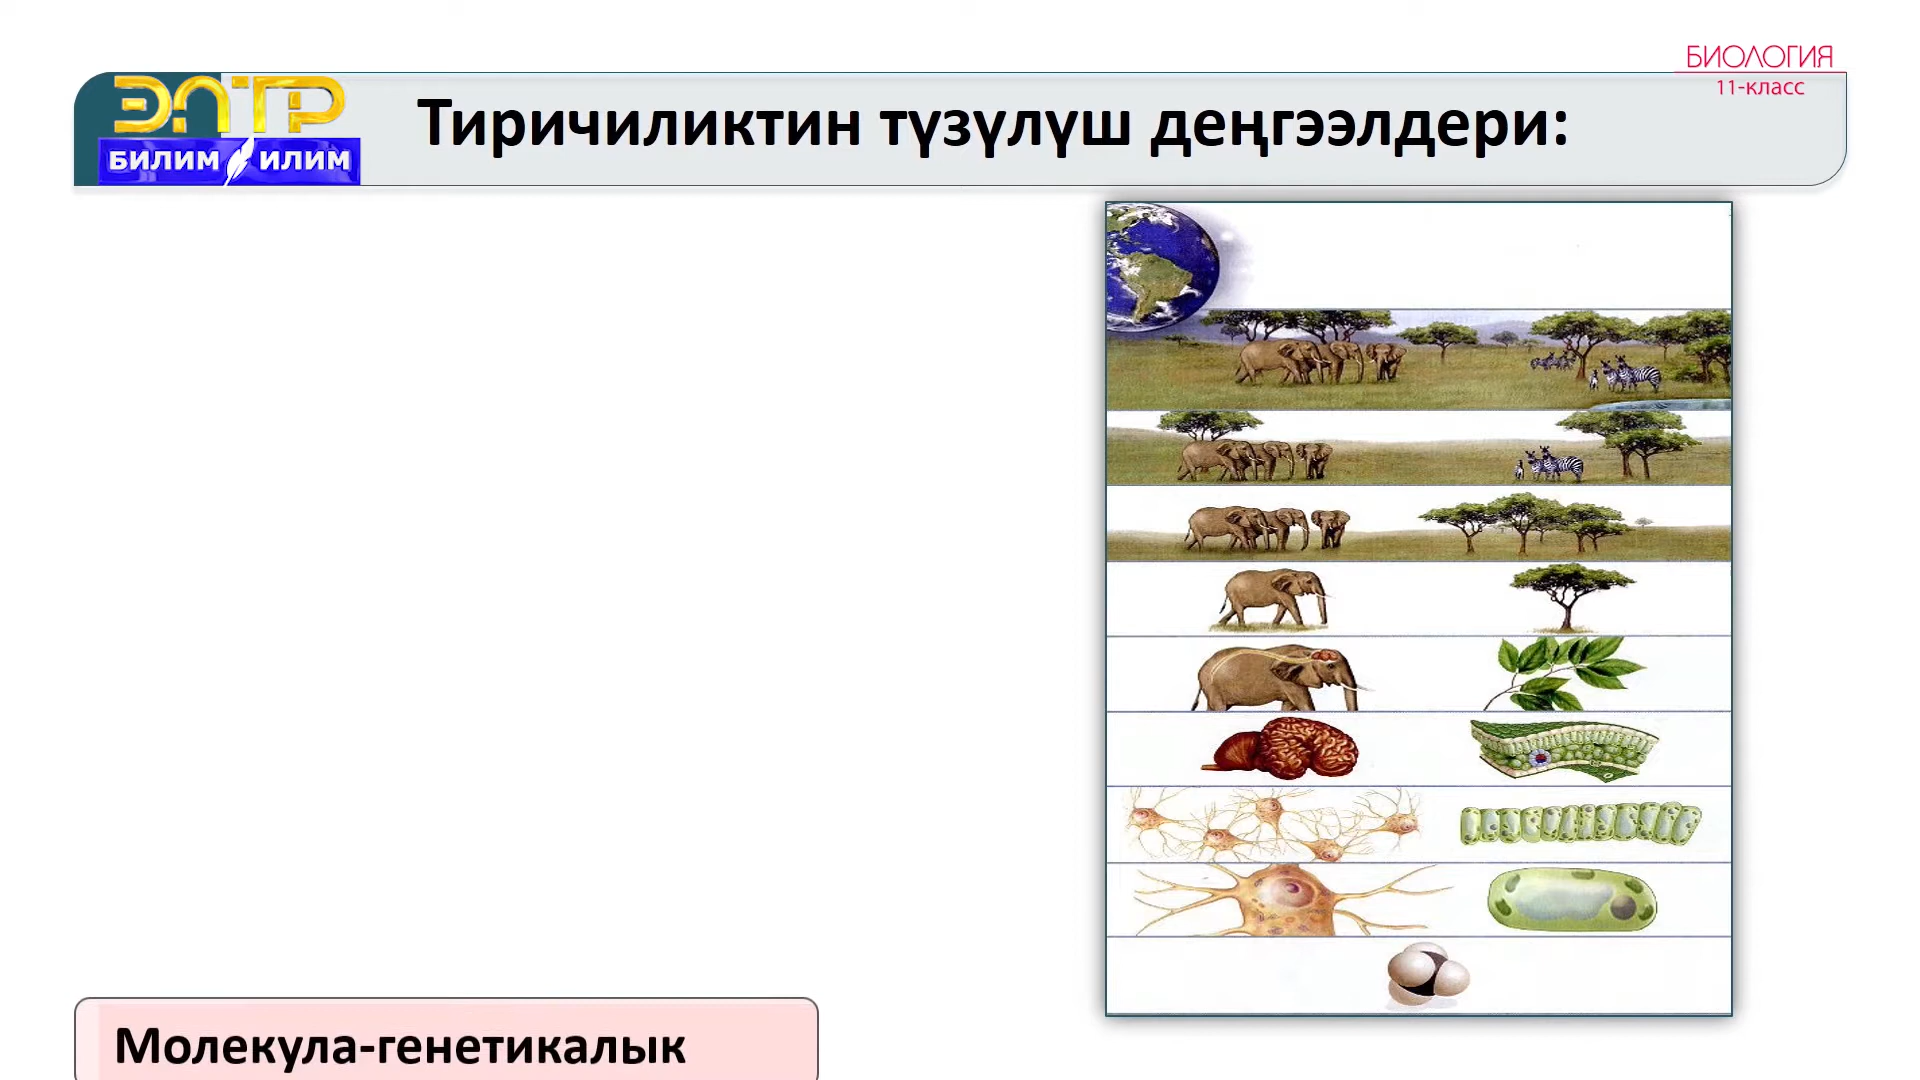 БИОЛОГИЯ
11-класс
ЭЛТР
БИЛИМ ИЛИМ
Тиричиликтин түзүлүш деңгээлдери:
Молекула-генетикалык